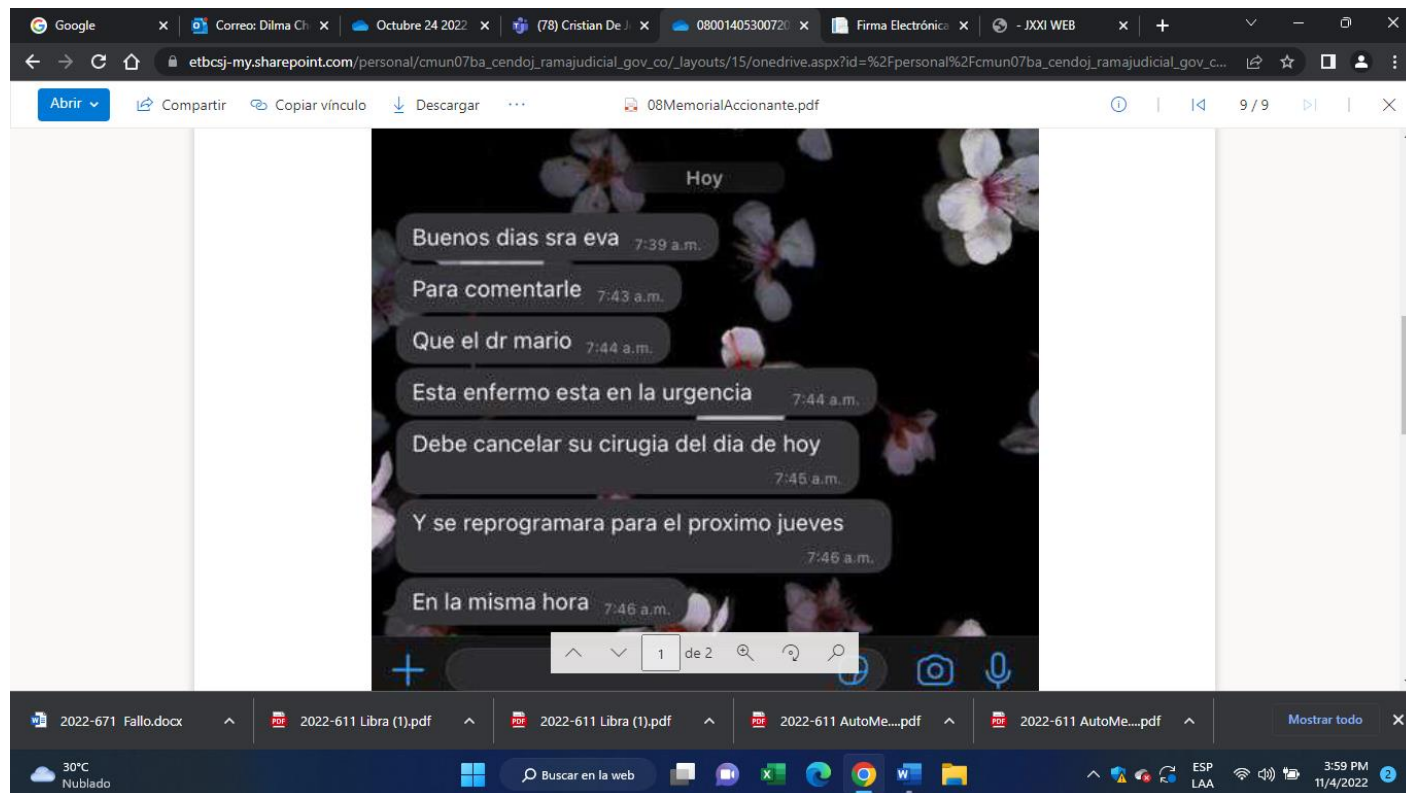 Google
Correo: Dilma Ch
Octubre 24 2022
(78) Cristian De J
08001405300720
Firma Electrónica
- JXXI WEB
etbcsj-my.sharepoint.com/personal/cmun07ba_cendoj_ramajudicial_gov_co/_layouts/15/onedrive.aspx?id=%2Fpersonal%2Fcmun07ba_cendoj_ramajudicial_gov_c...
Abrir
Compartir
Copiar vínculo
Descargar
...
08MemorialAccionante.pdf
9 / 9
Hoy
Buenos dias sra eva 7:39 a.m.
Para comentarle 7:43 a.m.
Que el dr mario 7:44 a.m.
Esta enfermo esta en la urgencia 7:44 a.m.
Debe cancelar su cirugia del dia de hoy
7:45 a.m.
Y se reprogramara para el proximo jueves
7:46 a.m.
En la misma hora 7:46 a.m.
1 de 2
2022-671 Fallo.docx
2022-611 Libra (1).pdf
2022-611 Libra (1).pdf
2022-611 AutoMe....pdf
2022-611 AutoMe....pdf
Mostrar todo
30°C
Nublado
Buscar en la web
ESP
LAA
3:59 PM
11/4/2022
2